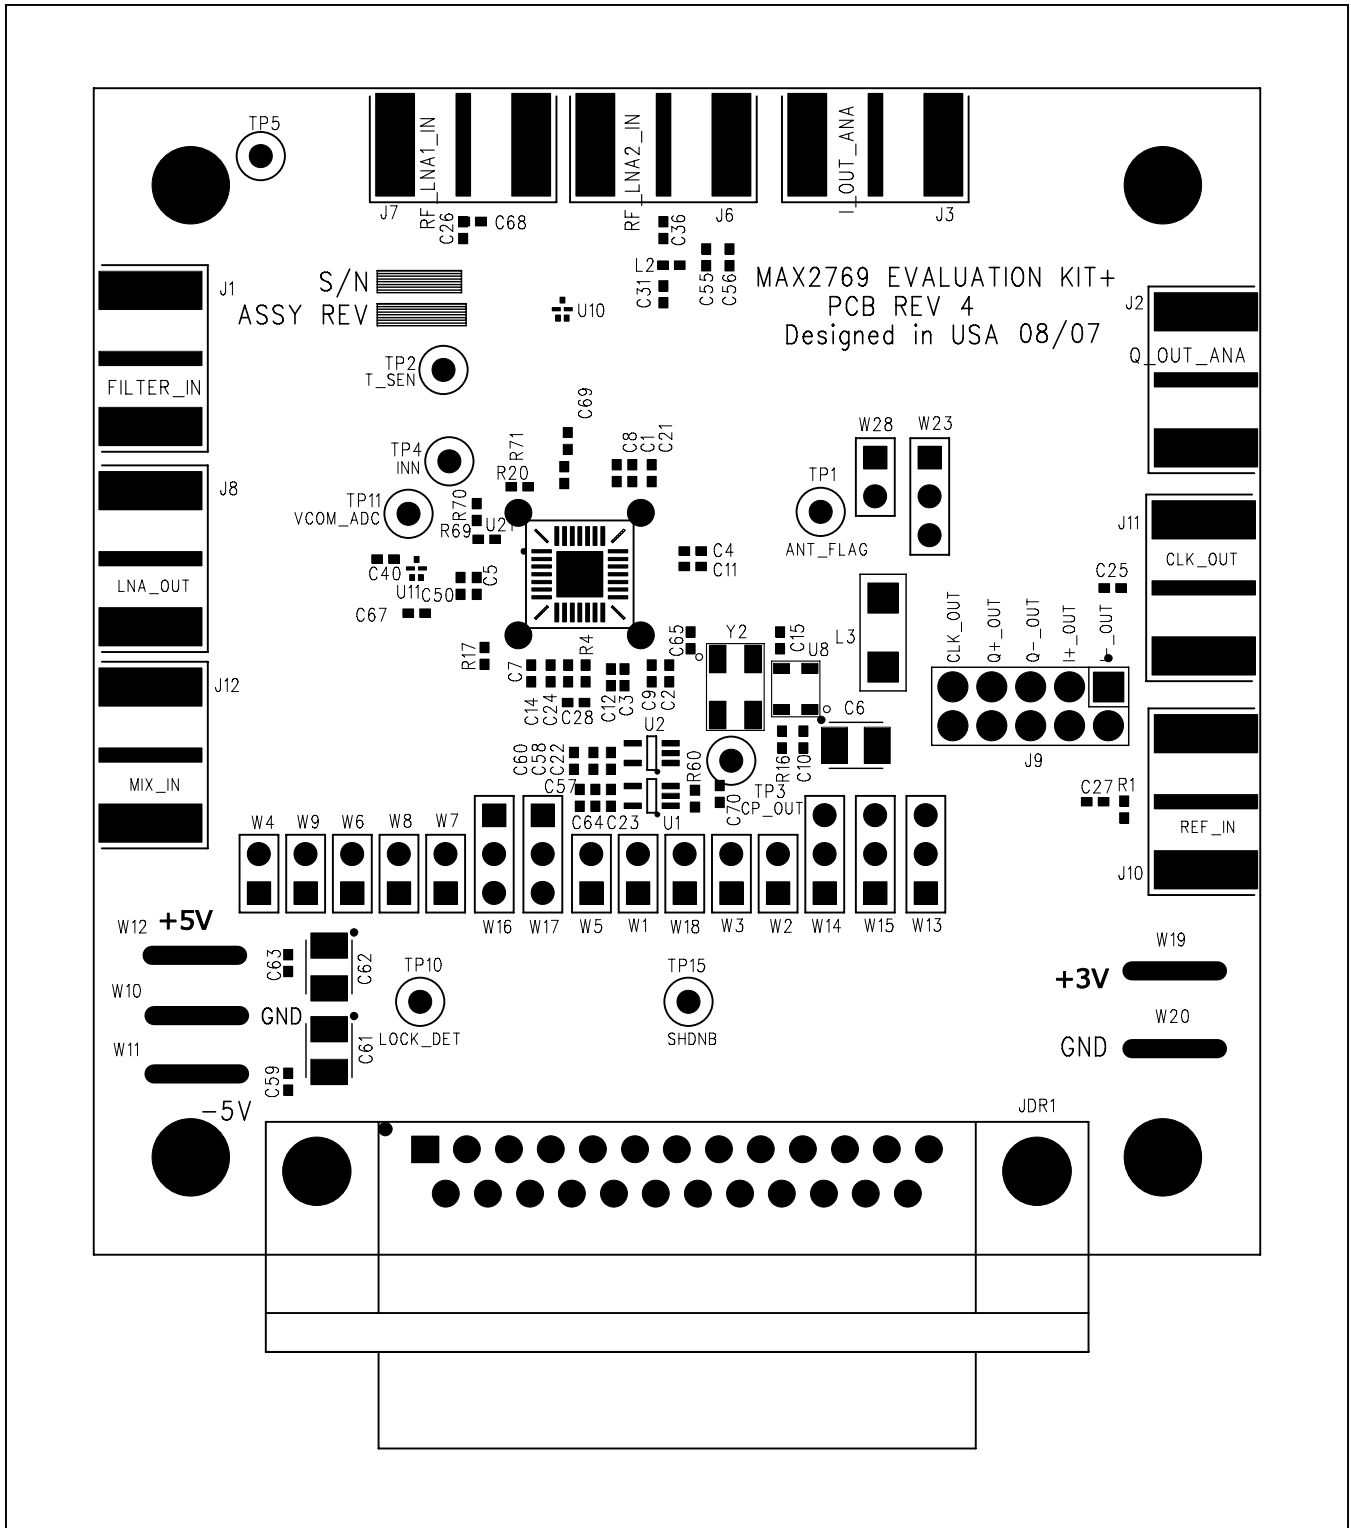 TP5
RF_LNA1_IN
RF_LNA2_IN
I_OUT_ANA
J7
C26
C68
C36
J6
J3
L2
C55
C56
C31
J1
S/N
ASSY REV
U10
MAX2769 EVALUATION KIT+
PCB REV 4
Designed in USA 08/07
J2
Q_OUT_ANA
FILTER_IN
TP2
T_SEN
C69
R71
C8
C1
C21
W28
W23
TP4
INN
R20
TP1
J8
TP11
VCOM_ADC
R70
R69
U21
J11
ANT_FLAG
C4
C11
CLK_OUT
C40
U11
C5
C50
C67
LNA_OUT
C25
CLK_OUT
Q+_OUT
Q-_OUT
I+_OUT
I-_OUT
R17
R4
C65
Y2
C15
U8
L3
C7
C14
C24
C28
C12
C3
C9
C2
J12
C6
U2
C60
C58
C22
R60
R16
C10
J9
MIX_IN
C57
TP3
CP_OUT
C70
C27
R1
C64
C23
U1
REF_IN
J10
W4
W9
W6
W8
W7
W16
W17
W5
W1
W18
W3
W2
W14
W15
W13
W12
+5V
C63
C62
TP10
LOCK_DET
TP15
SHDNB
W19
+3V
W10
GND
W20
GND
W11
C61
C59
-5V
JDR1